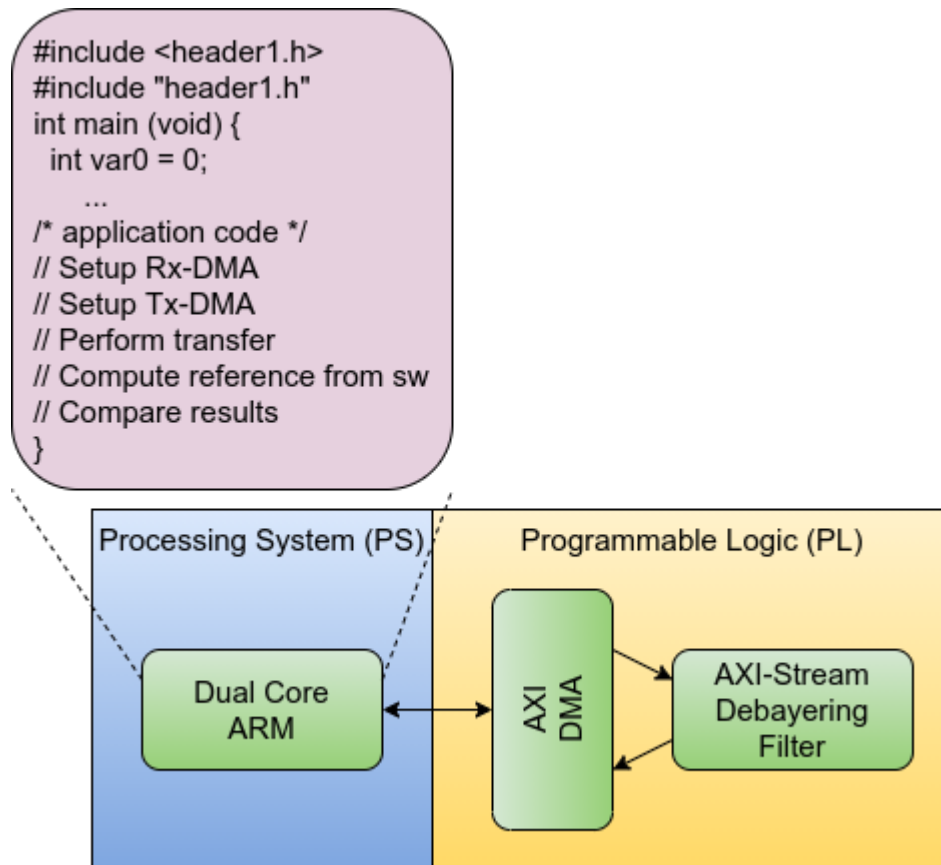 #include <header1.h>
#include "header1.h"
int main (void) {
int var0 = 0;
...
/* application code */
// Setup Rx-DMA
// Setup Tx-DMA
// Perform transfer
// Compute reference from sw
// Compare results
}
Processing System (PS)
Programmable Logic (PL)
Dual Core
ARM
AXI
DMA
AXI-Stream
Debayering
Filter